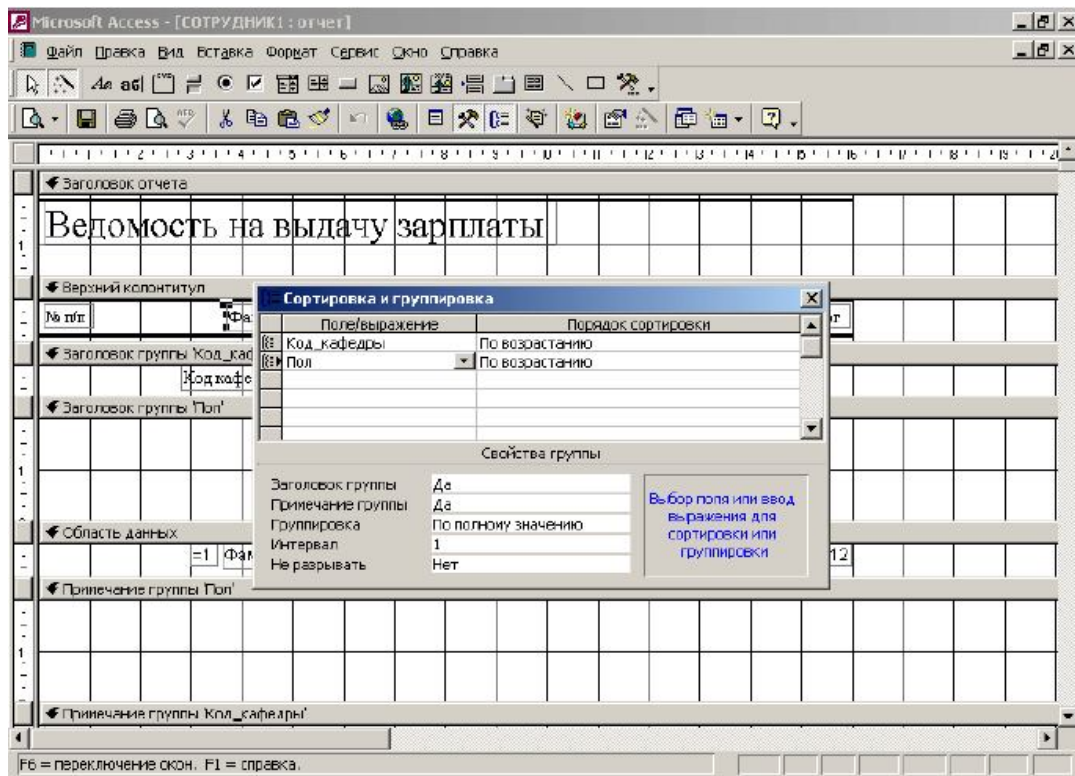 Microsoft Access - [СОТРУДНИК1 : отчет]
Файл Правка Вид Вставка Формат Сервис Окно Справка
Заголовок отчета
Ведомость на выдачу зарплаты
Верхний колонтитул
№ п/п
Заголовок группы 'Код_каф
Код кафе
Заголовок группы 'Пол'
Область данных
=1 Фам
12
Примечание группы 'Пол'
Примечание группы 'Код_кафедры'
Сортировка и группировка
Поле/выражение Порядок сортировки
Код_кафедры По возрастанию
Пол По возрастанию
Свойства группы
Заголовок группы Да
Примечание группы Да
Группировка По полному значению
Интервал 1
Не разрывать Нет
Выбор поля или ввод
выражения для
сортировки или
группировки
F6 = переключение окон. F1 = справка.